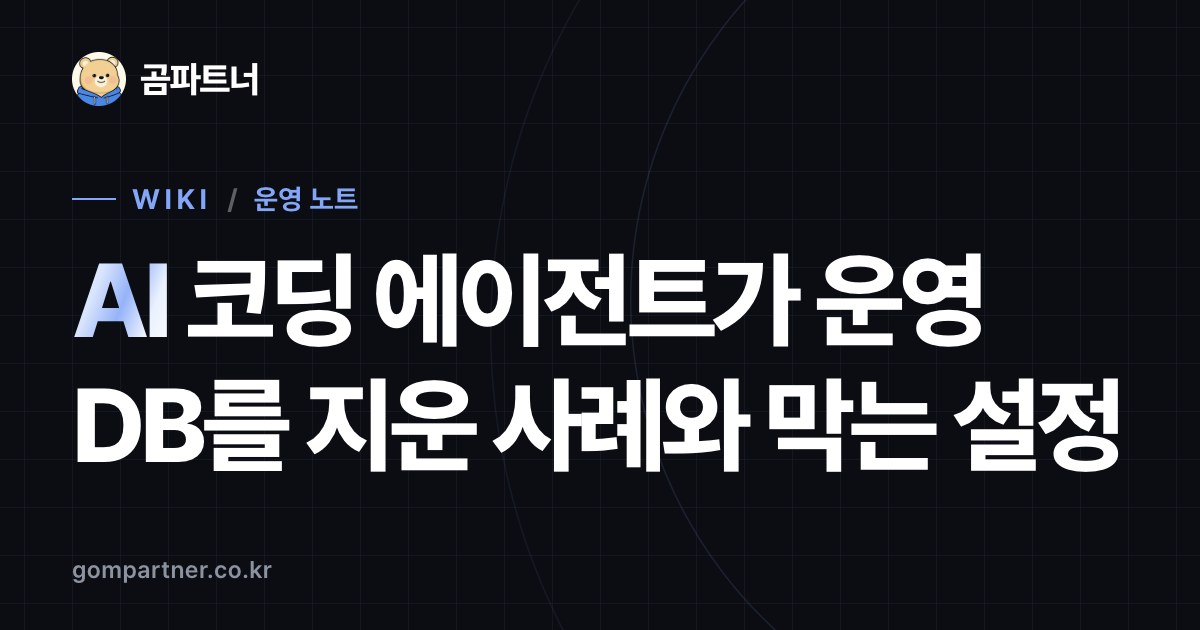 곰파트너
WIKI / 운영 노트
AI 코딩 에이전트가 운영
DB를 지운 사례와 막는 설정
gompartner.co.kr